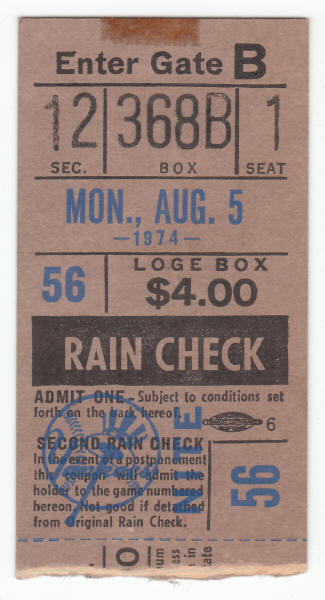 Enter Gate B
12 368B 1
SEC. BOX SEAT
MON., AUG. 5
—1974—
56 LOGE BOX
$4.00
RAIN CHECK
ADMIT ONE - Subject to conditions set
forth on the back hereof.
6
SECOND RAIN CHECK
In the event of a postponement
this coupon will admit the
holder to the game numbered
hereon. Not good if detached
from Original Rain Check.
NITE
56